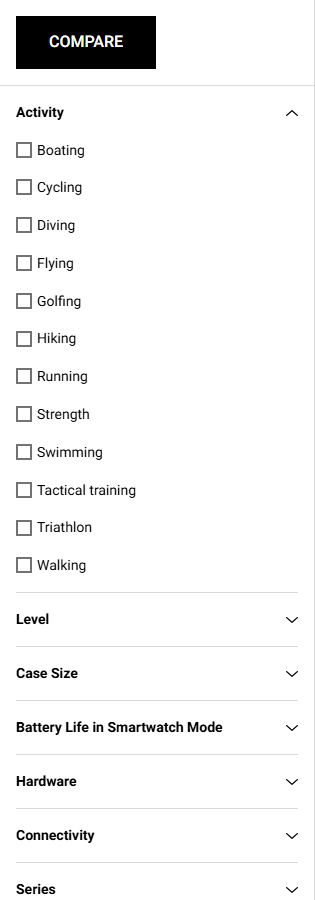 COMPARE
Activity
Boating
Cycling
Diving
Flying
Golfing
Hiking
Running
Strength
Swimming
Tactical training
Triathlon
Walking
Level
Case Size
Battery Life in Smartwatch Mode
Hardware
Connectivity
Series